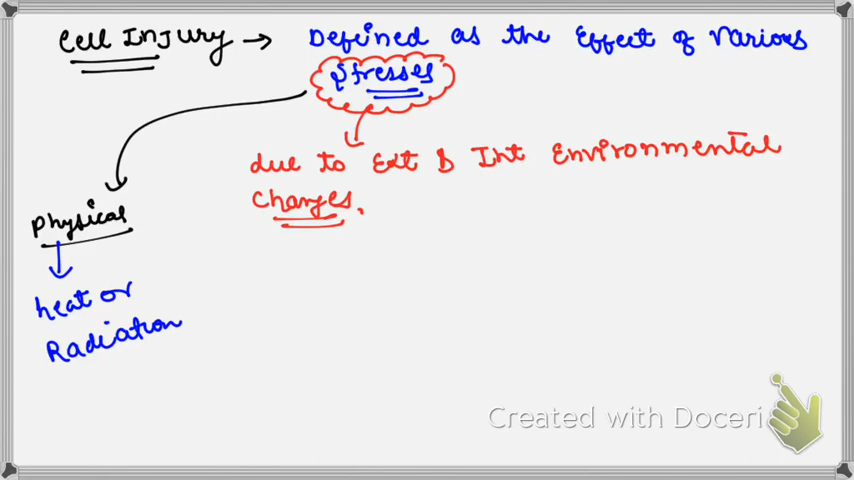 Cell Injury → Defined as the Effect of Various
Stresses
due to Ext & Int Environmental
Changes.
Physical
heat or
Radiation
Created with Doceri